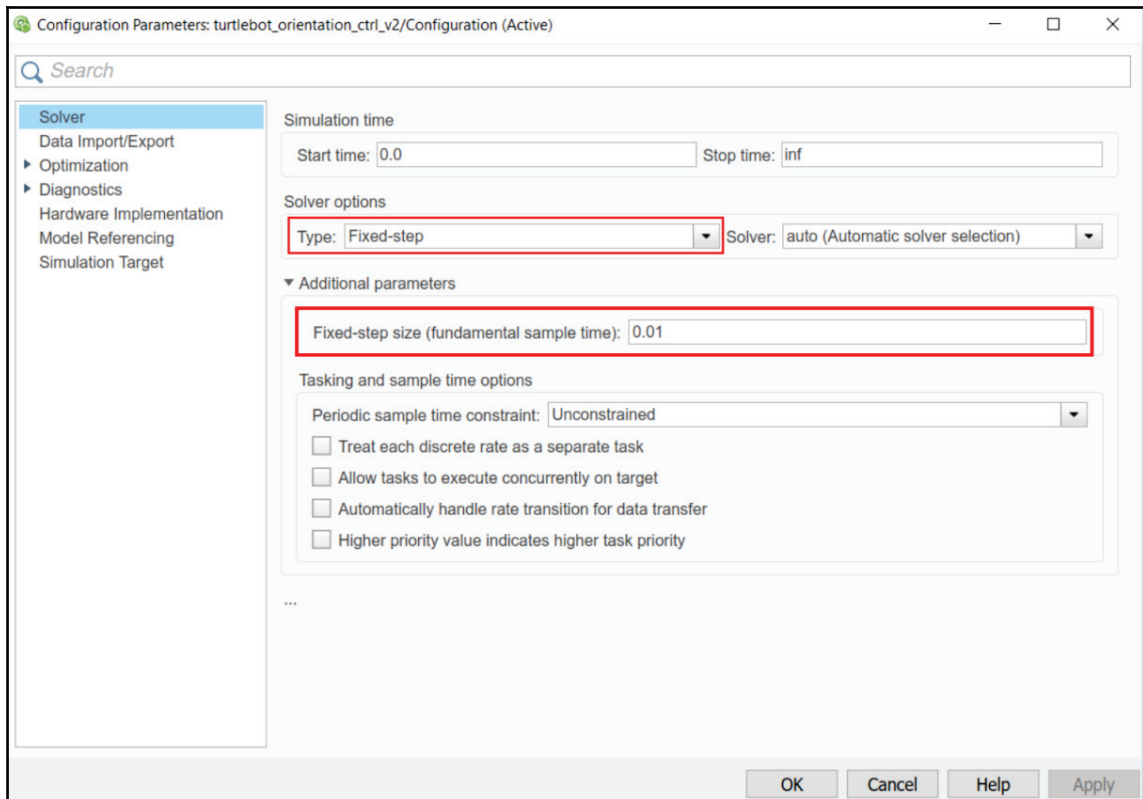 Configuration Parameters: turtlebot_orientation_ctrl_v2/Configuration (Active)
Search
Solver
Data Import/Export
Optimization
Diagnostics
Hardware Implementation
Model Referencing
Simulation Target
Simulation time
Start time: 0.0 Stop time: inf
Solver options
Type: Fixed-step Solver: auto (Automatic solver selection)
Additional parameters
Fixed-step size (fundamental sample time): 0.01
Tasking and sample time options
Periodic sample time constraint: Unconstrained
Treat each discrete rate as a separate task
Allow tasks to execute concurrently on target
Automatically handle rate transition for data transfer
Higher priority value indicates higher task priority
...
OK Cancel Help Apply